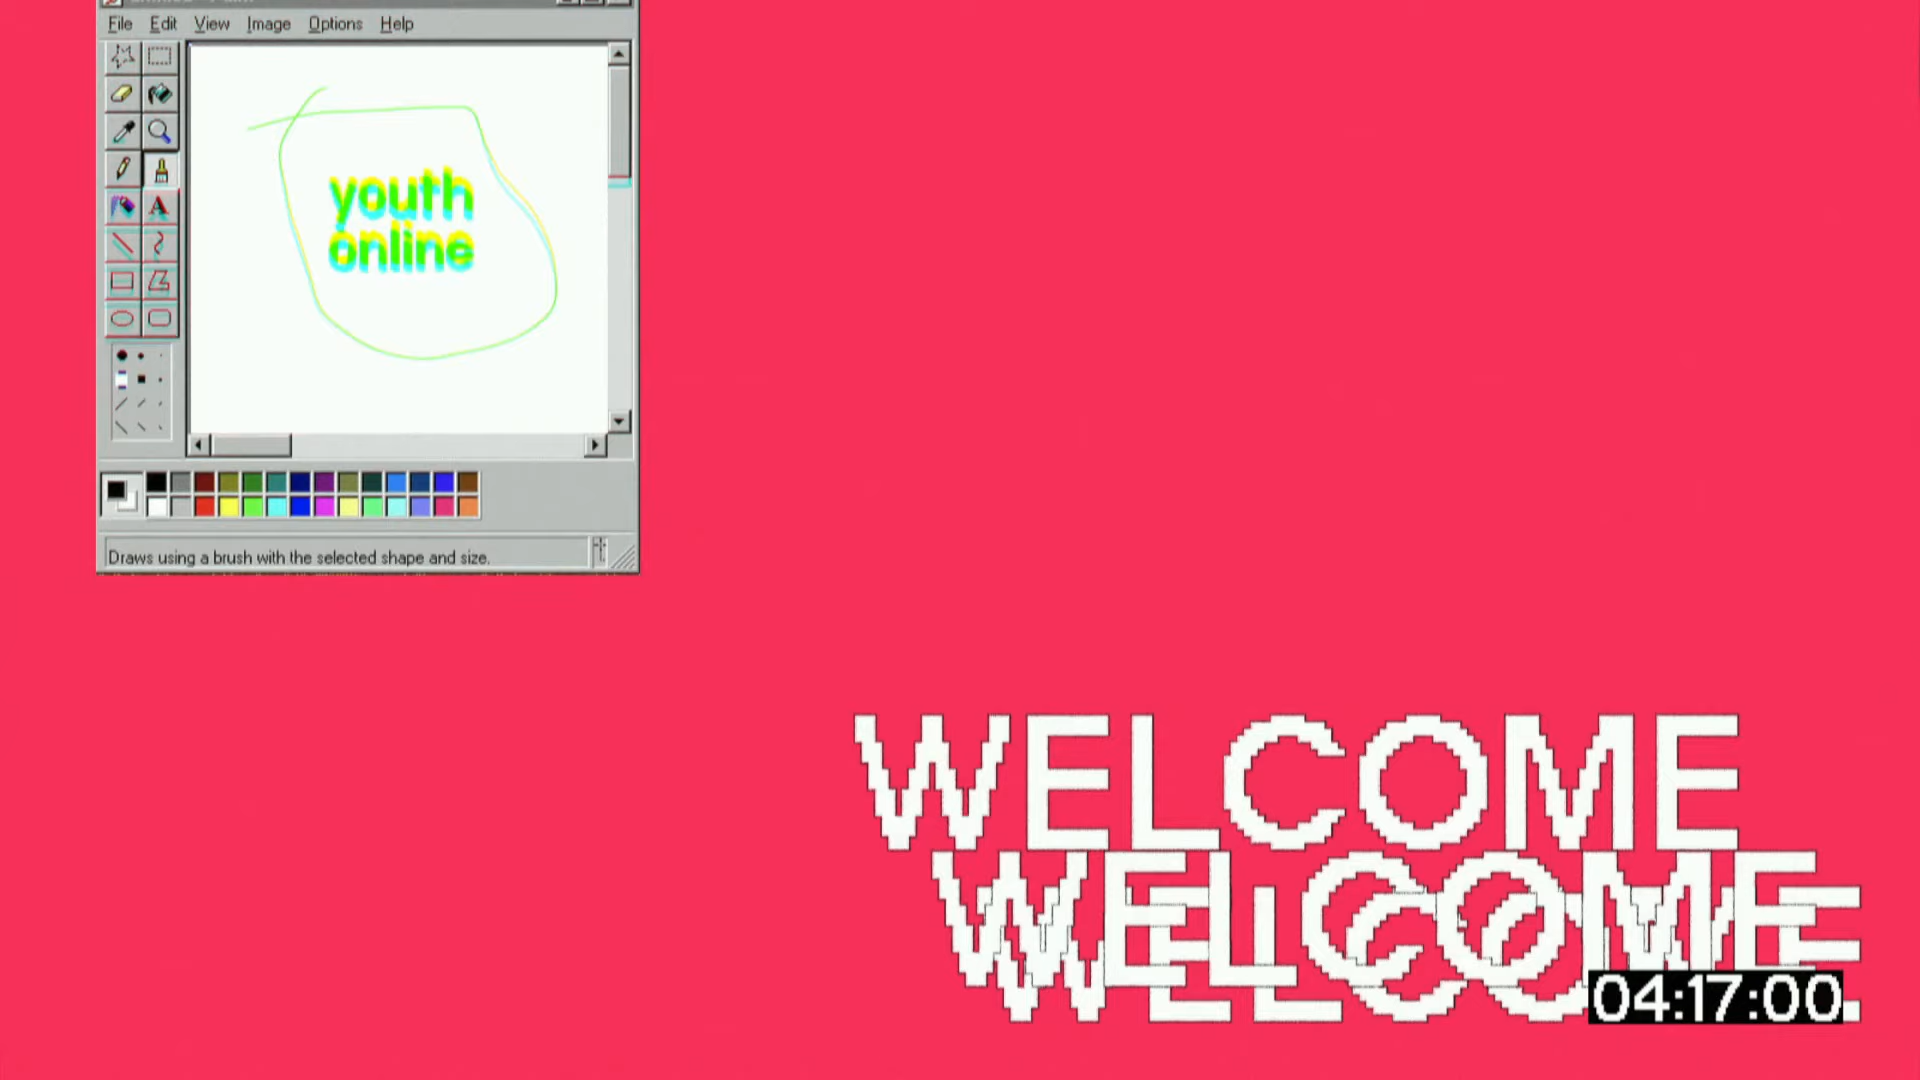 File Edit View Image Options Help
A
youth
online
Draws using a brush with the selected shape and size.
WELCOME
WELCOME
WELCOME
04:17:00